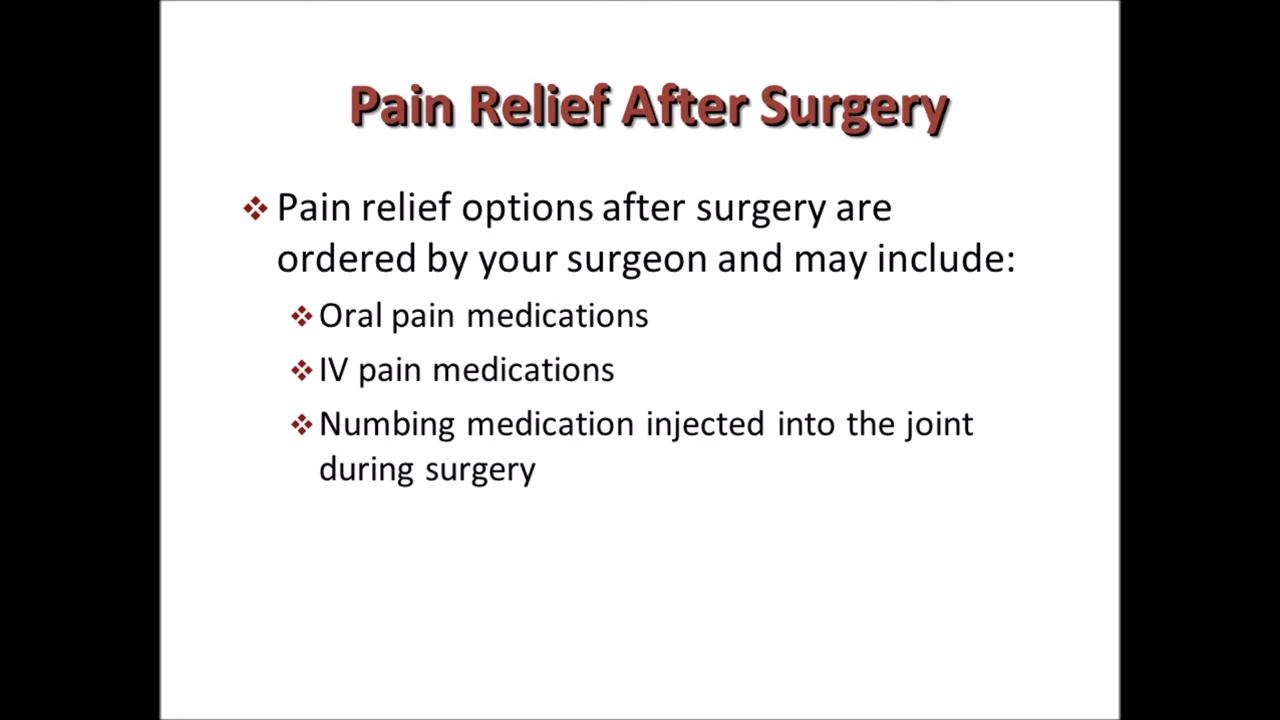 Pain Relief After Surgery
❖ Pain relief options after surgery are
ordered by your surgeon and may include:
❖ Oral pain medications
❖ IV pain medications
❖ Numbing medication injected into the joint
during surgery